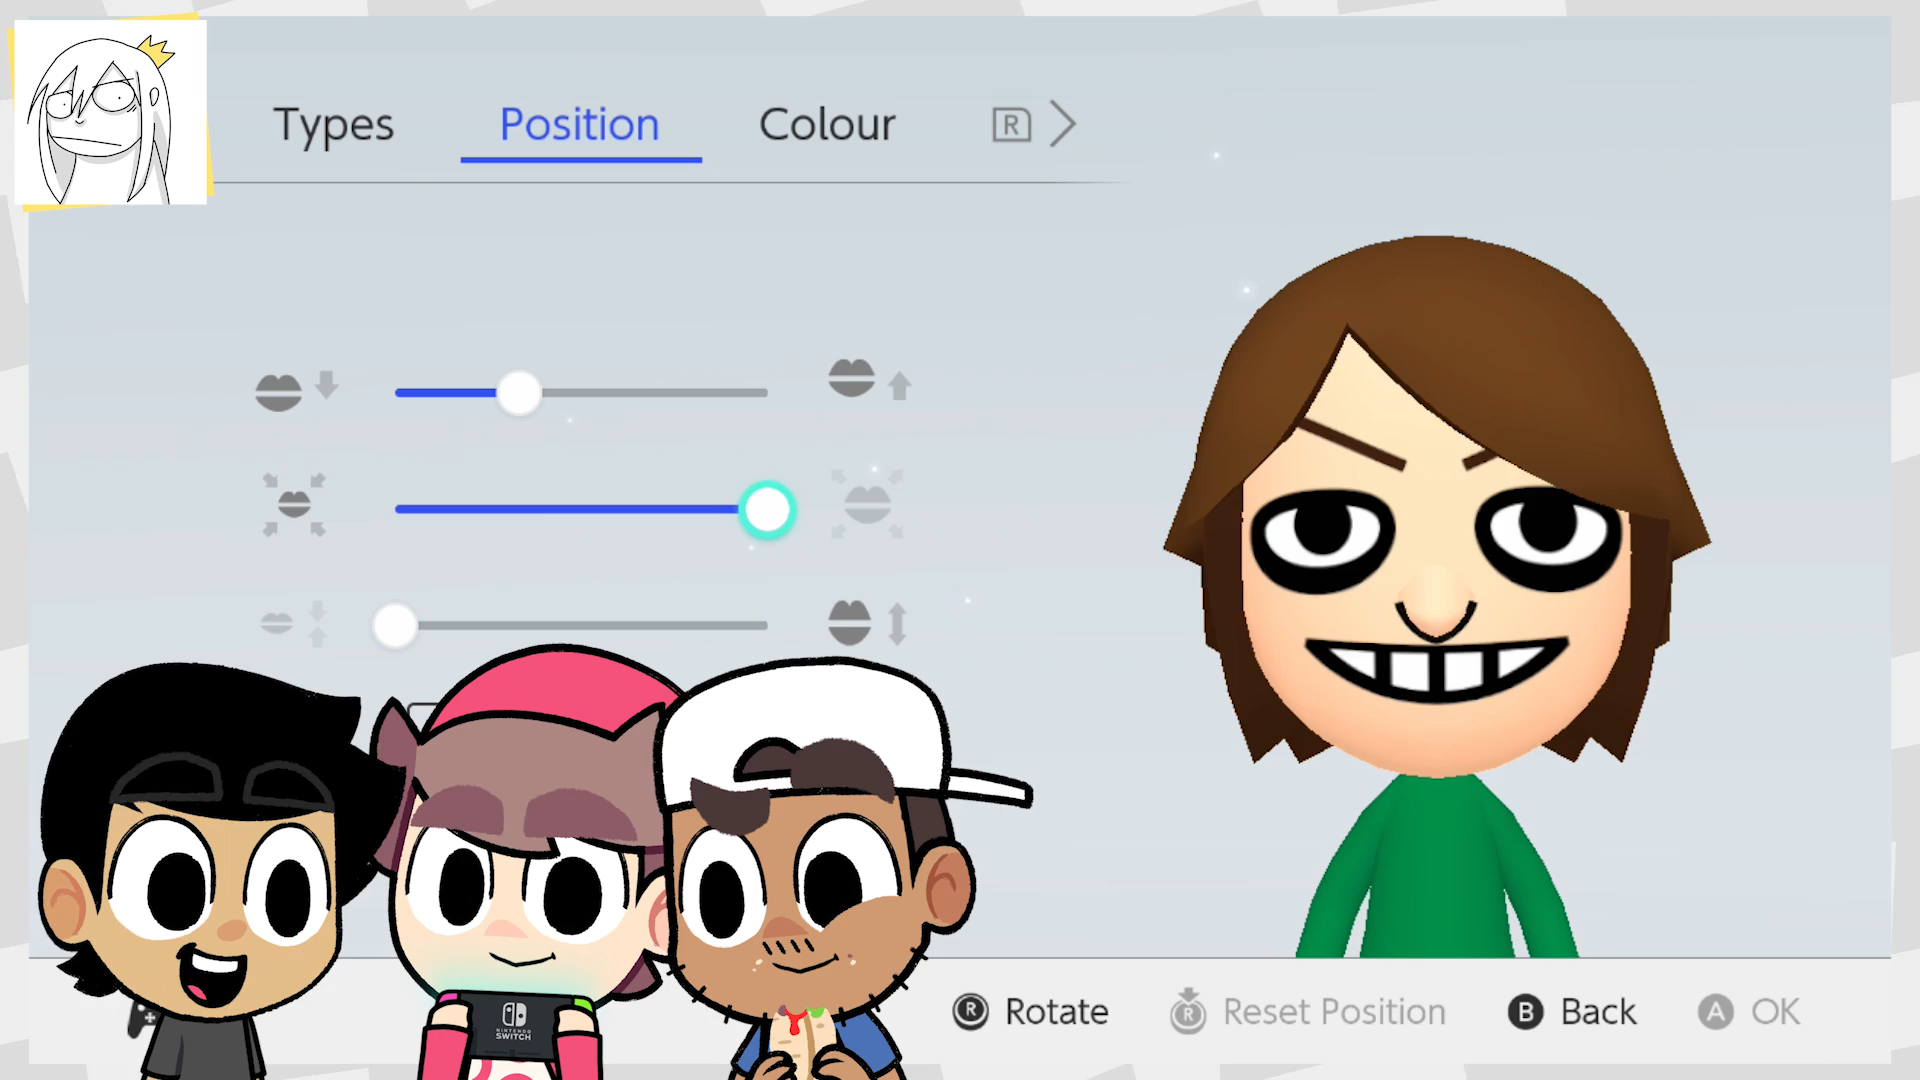 Types Position Colour R
NINTENDO
SWITCH
R Rotate R Reset Position B Back A OK